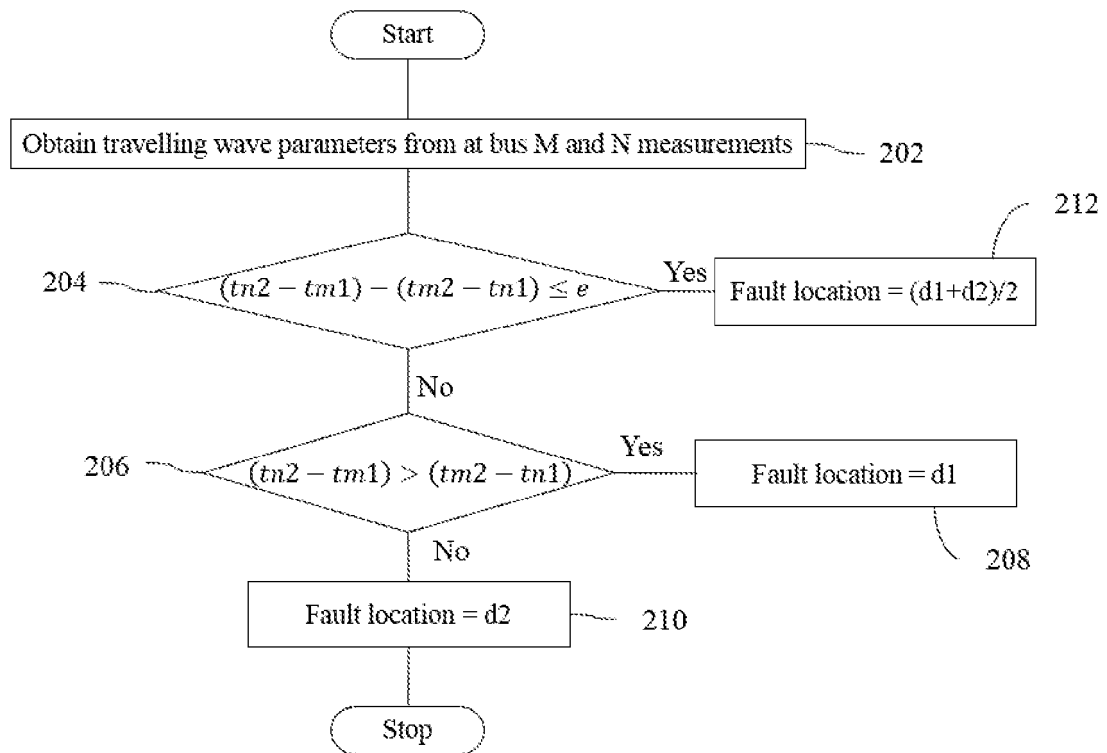 Start
Obtain travelling wave parameters from at bus M and N measurements
202
212
204
(tn2 − tm1) − (tm2 − tn1) ≤ e
Yes
Fault location = (d1+d2)/2
No
206
(tn2 − tm1) > (tm2 − tn1)
Yes
Fault location = d1
208
No
Fault location = d2
210
Stop